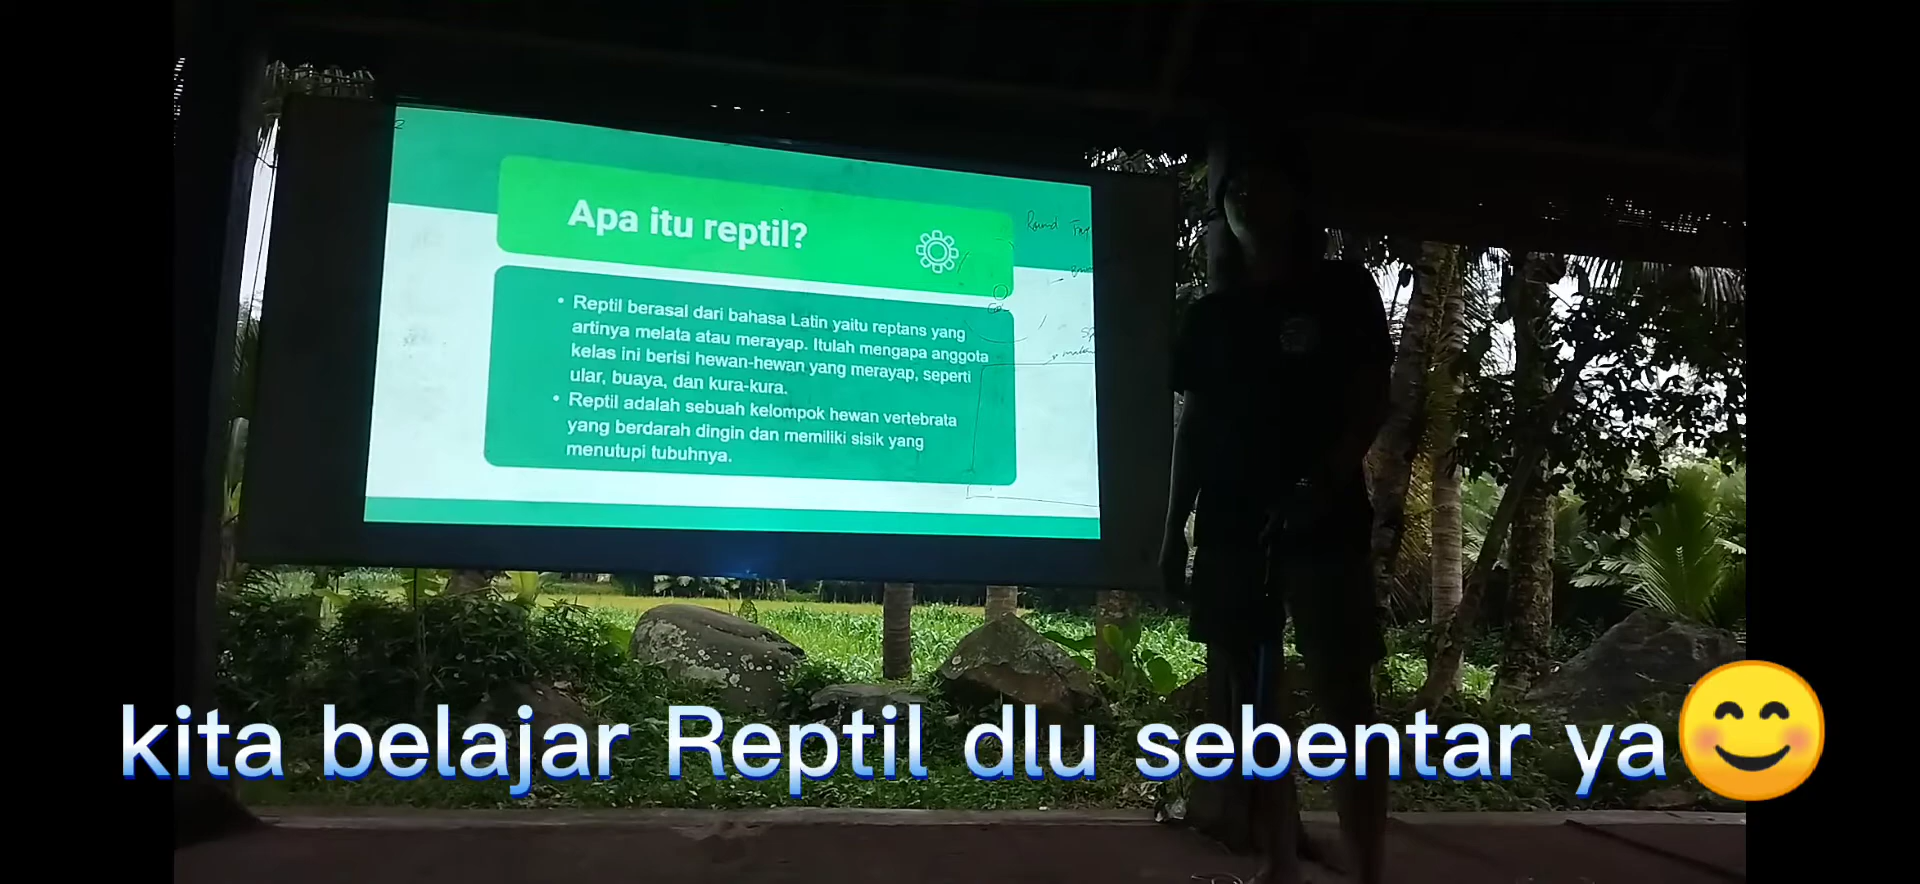 Apa itu reptil?
Round
• Reptil berasal dari bahasa Latin yaitu reptans yang
artinya melata atau merayap. Itulah mengapa anggota
kelas ini berisi hewan-hewan yang merayap, seperti
ular, buaya, dan kura-kura.
• Reptil adalah sebuah kelompok hewan vertebrata
yang berdarah dingin dan memiliki sisik yang
menutupi tubuhnya.
kita belajar Reptil dlu sebentar ya😊